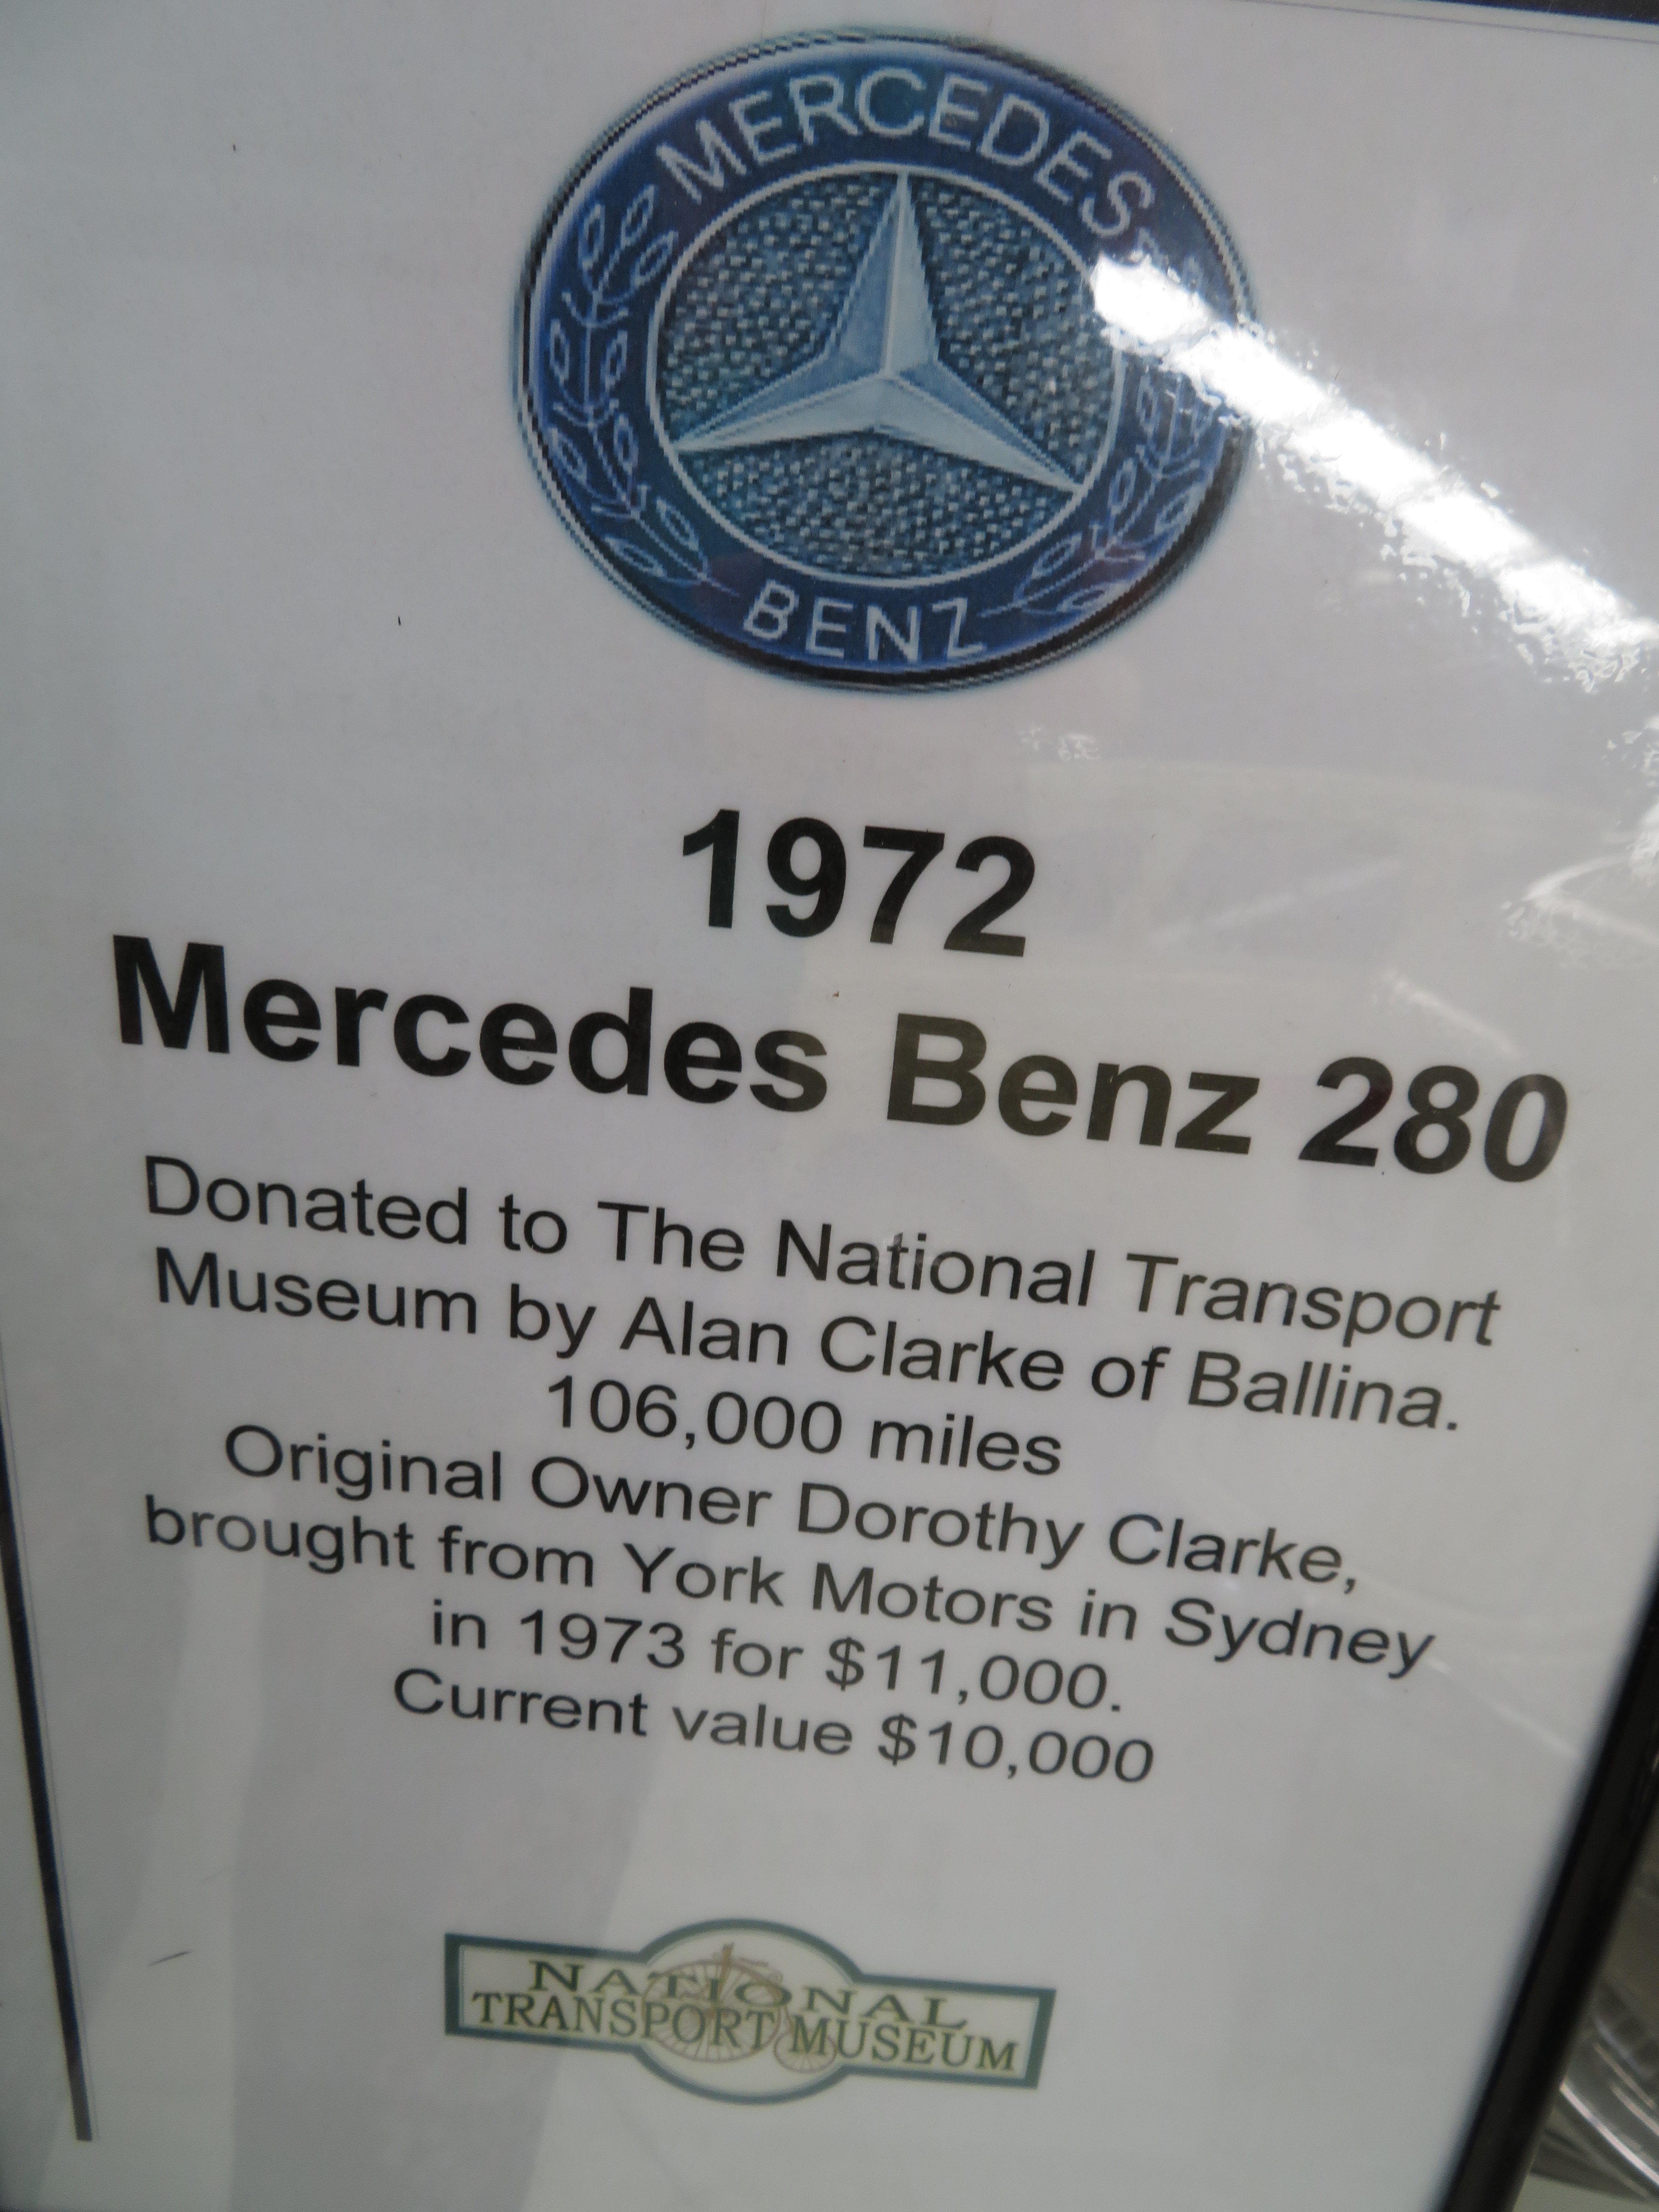 MERCEDES
BENZ
1972
Mercedes Benz 280
Donated to The National Transport
Museum by Alan Clarke of Ballina.
106,000 miles
Original Owner Dorothy Clarke,
brought from York Motors in Sydney
in 1973 for $11,000.
Current value $10,000
NATIONAL
TRANSPORT MUSEUM